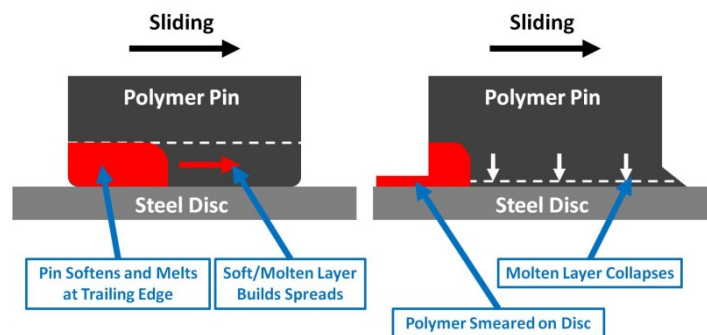 Sliding
Polymer Pin
Steel Disc
Pin Softens and Melts
at Trailing Edge
Soft/Molten Layer
Builds Spreads
Sliding
Polymer Pin
Steel Disc
Molten Layer Collapses
Polymer Smeared on Disc